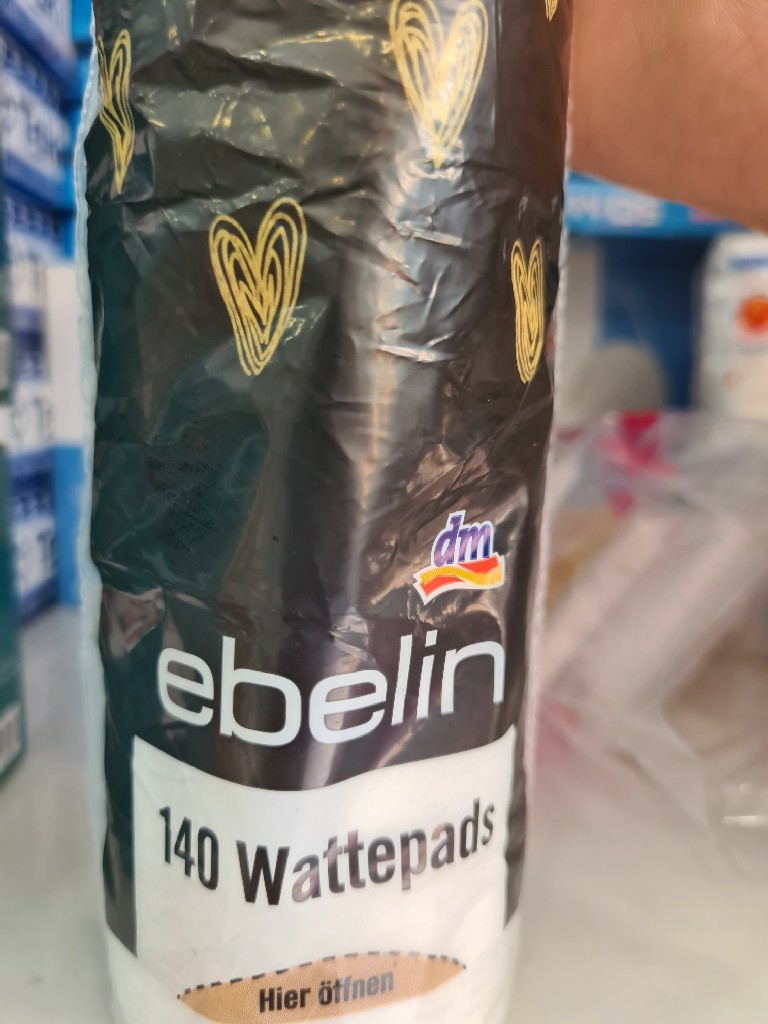 dm
ebelin
140 Wattepads
Hier öffnen